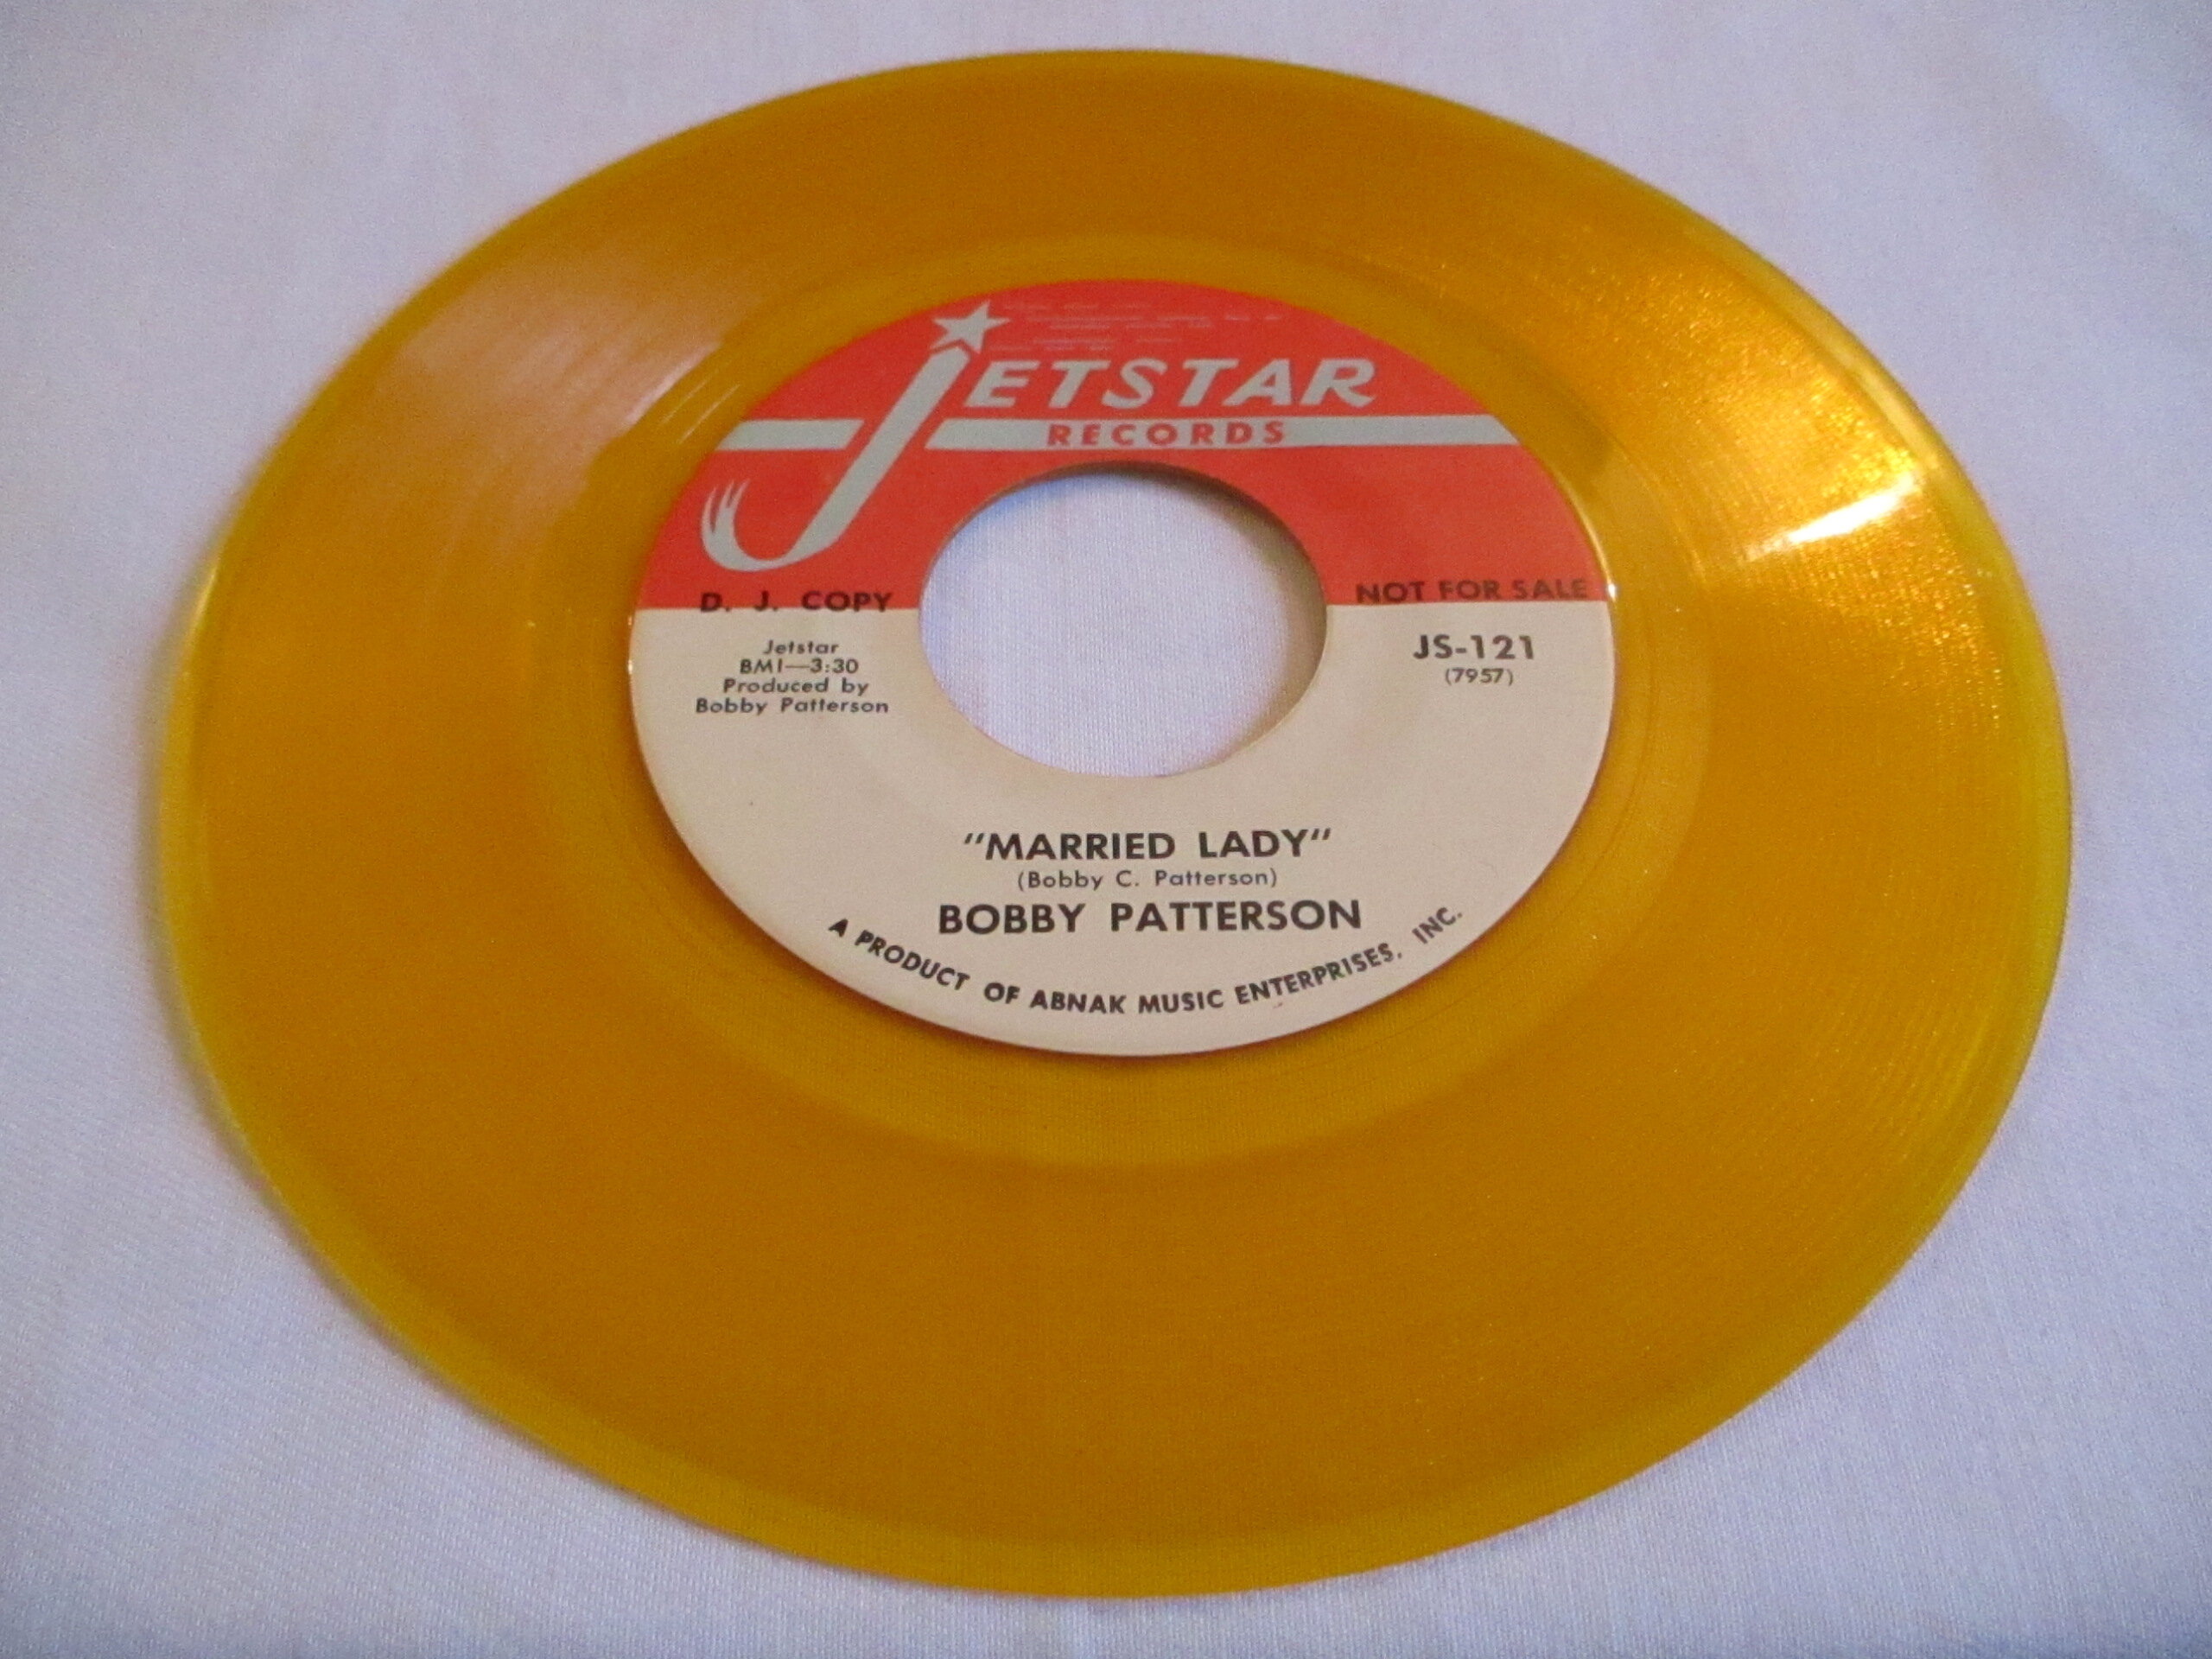 JETSTAR
RECORDS
D. J. COPY
NOT FOR SALE
Jetstar
BMI—3:30
Produced by
Bobby Patterson
JS-121
(7957)
"MARRIED LADY"
(Bobby C. Patterson)
BOBBY PATTERSON
A PRODUCT OF ABNAK MUSIC ENTERPRISES, INC.